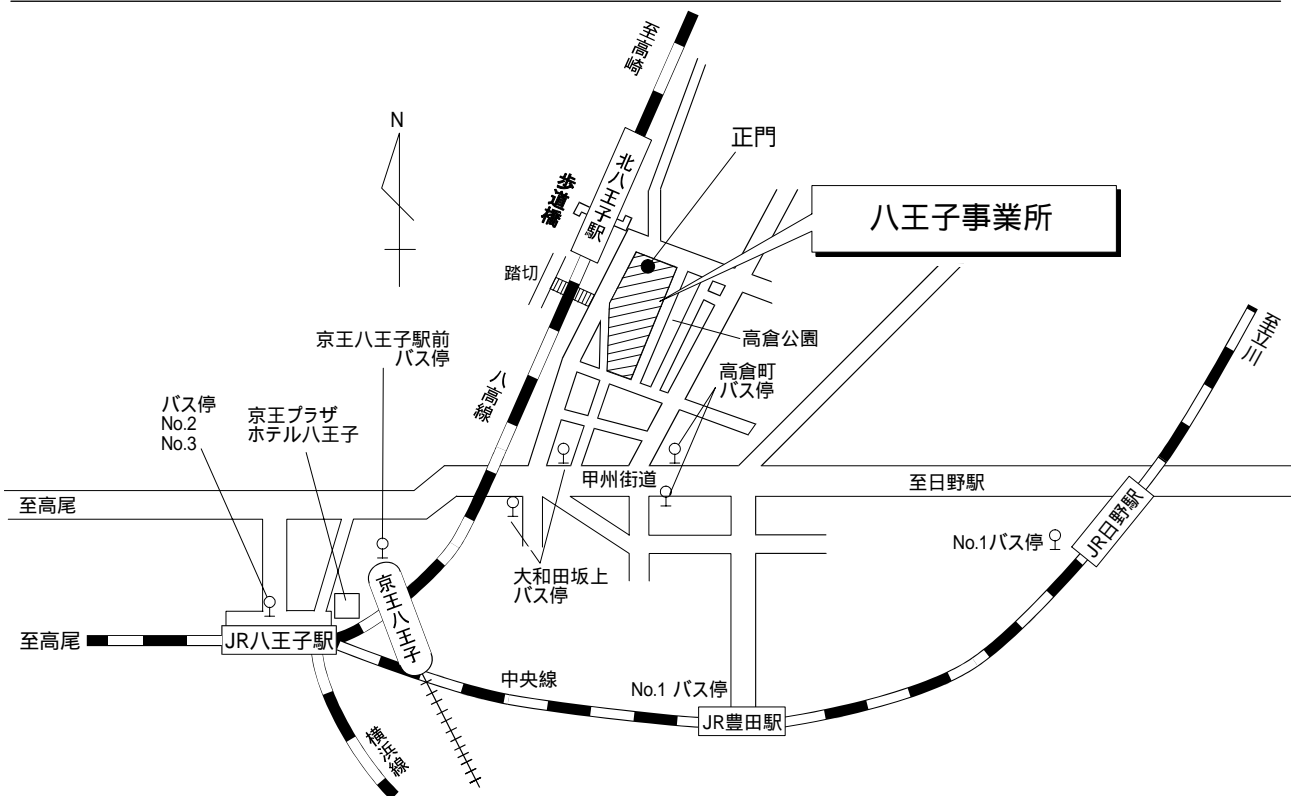 至高崎
N
正門
北八王子駅
歩道橋
八王子事業所
踏切
高倉公園
京王八王子駅前
バス停
至立川
高倉町
バス停
八高線
バス停
No.2
No.3
京王プラザ
ホテル八王子
甲州街道
至日野駅
至高尾
JR日野駅
No.1バス停
大和田坂上
バス停
京王八王子
至高尾
JR八王子駅
中央線
No.1 バス停
JR豊田駅
横浜線